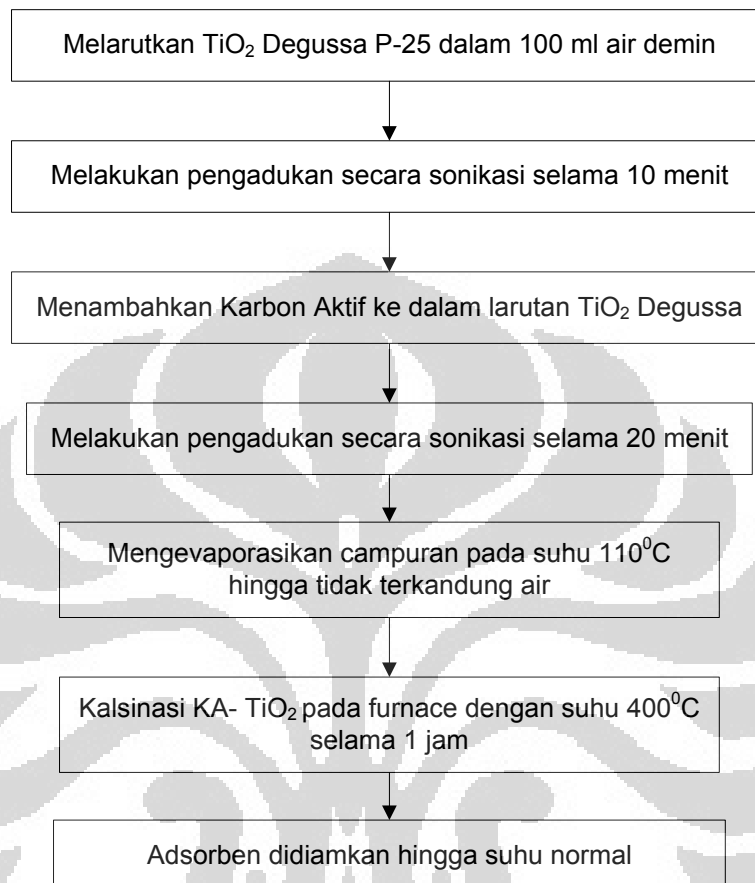 Melarutkan TiO₂ Degussa P-25 dalam 100 ml air demin
Melakukan pengadukan secara sonikasi selama 10 menit
Menambahkan Karbon Aktif ke dalam larutan TiO₂ Degussa
Melakukan pengadukan secara sonikasi selama 20 menit
Mengevaporasikan campuran pada suhu 110⁰C
hingga tidak terkandung air
Kalsinasi KA- TiO₂ pada furnace dengan suhu 400⁰C
selama 1 jam
Adsorben didiamkan hingga suhu normal